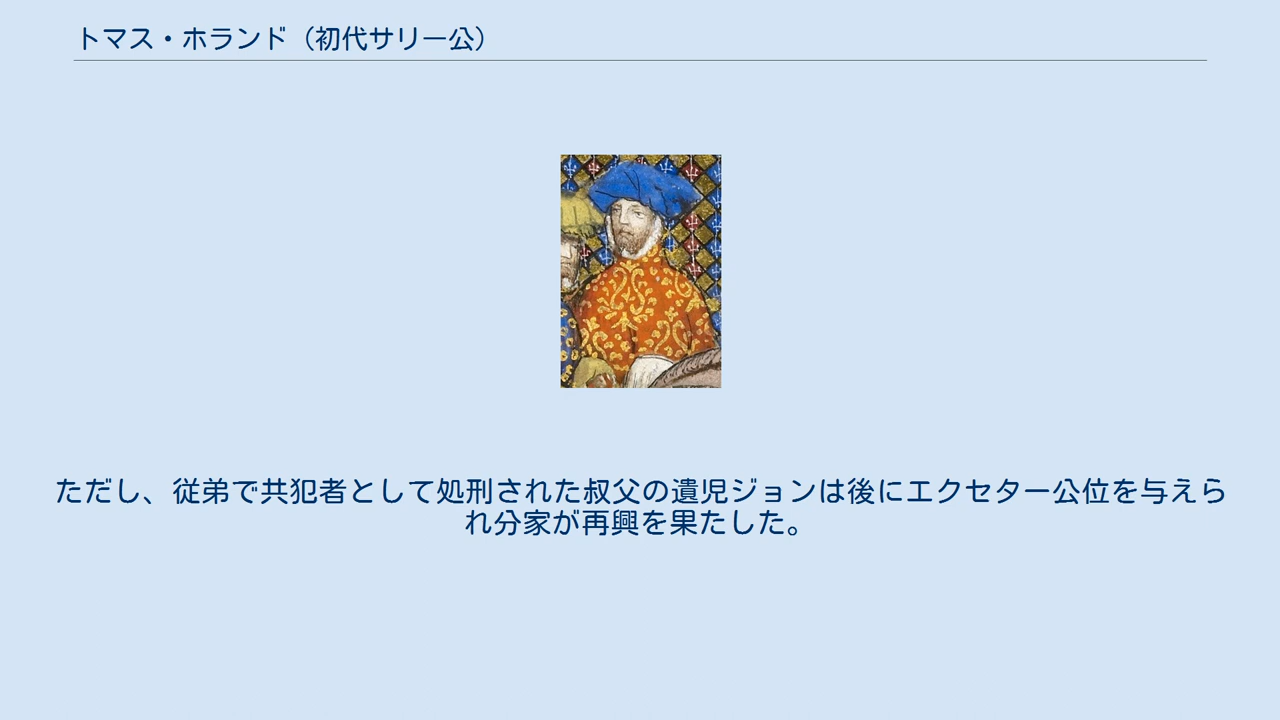 トマス・ホランド（初代サリー公）
ただし、従弟で共犯者として処刑された叔父の遺児ジョンは後にエクセター公位を与えら
れ分家が再興を果たした。